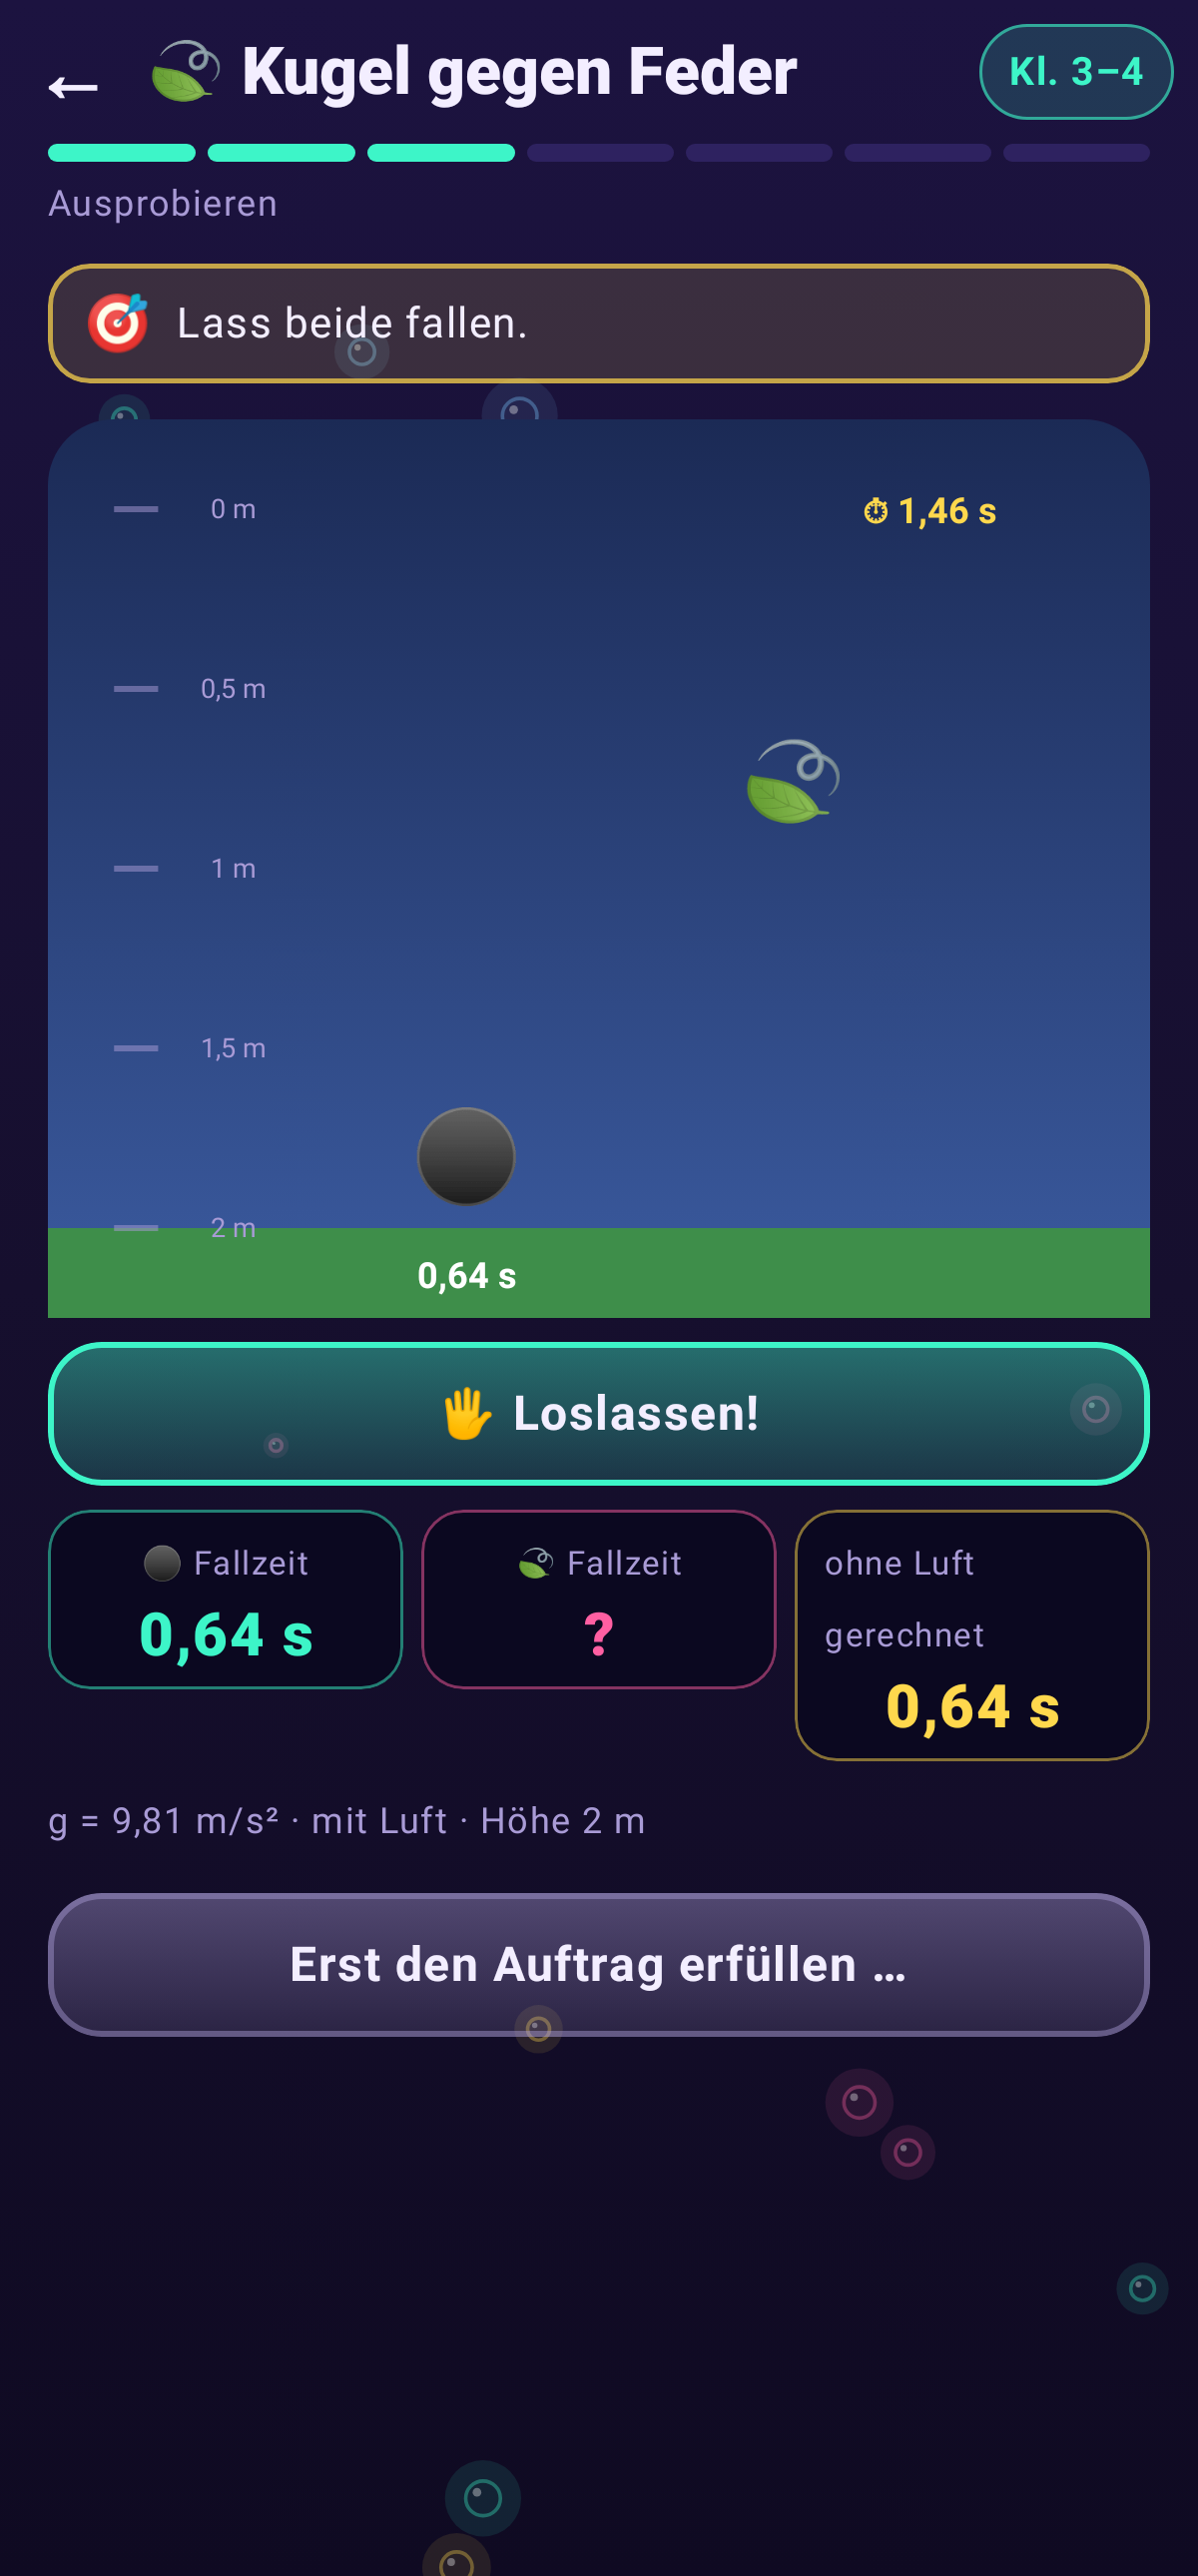 ← Kugel gegen Feder
Kl. 3–4
Ausprobieren
Lass beide fallen.
0 m
⏱ 1,46 s
0,5 m
1 m
1,5 m
2 m
0,64 s
Loslassen!
Fallzeit
0,64 s
Fallzeit
?
ohne Luft
gerechnet
0,64 s
g = 9,81 m/s² · mit Luft · Höhe 2 m
Erst den Auftrag erfüllen …